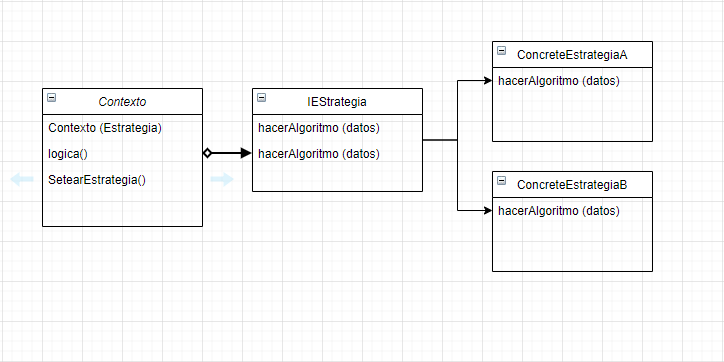 Contexto
Contexto (Estrategia)
logica()
SetearEstrategia()
IEStrategia
hacerAlgoritmo (datos)
hacerAlgoritmo (datos)
ConcreteEstrategiaA
hacerAlgoritmo (datos)
ConcreteEstrategiaB
hacerAlgoritmo (datos)